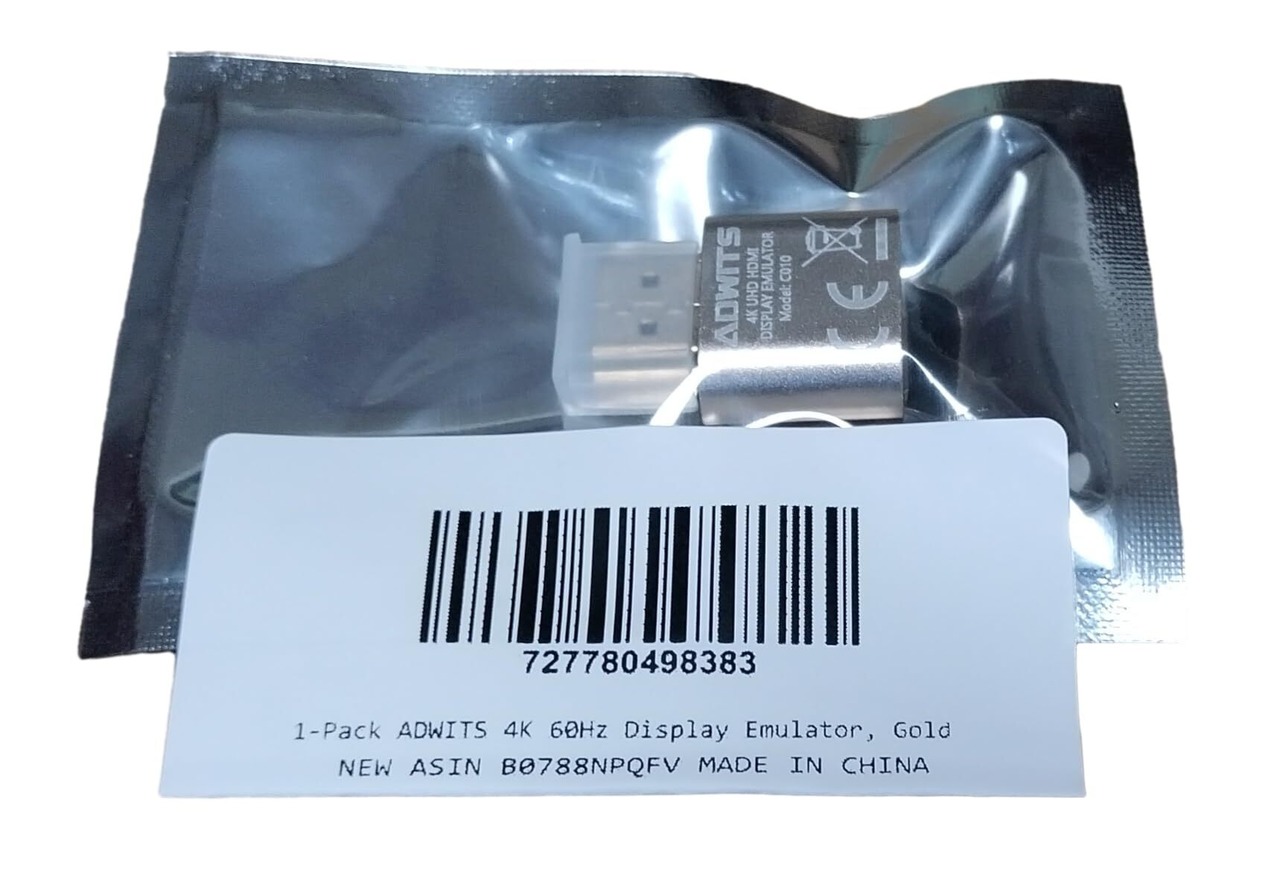 ADWITS
4K UHD HDMI
DISPLAY EMULATOR
Model: C010
CE
727780498383
1-Pack ADWITS 4K 60Hz Display Emulator, Gold
NEW ASIN B0788NPQFV MADE IN CHINA